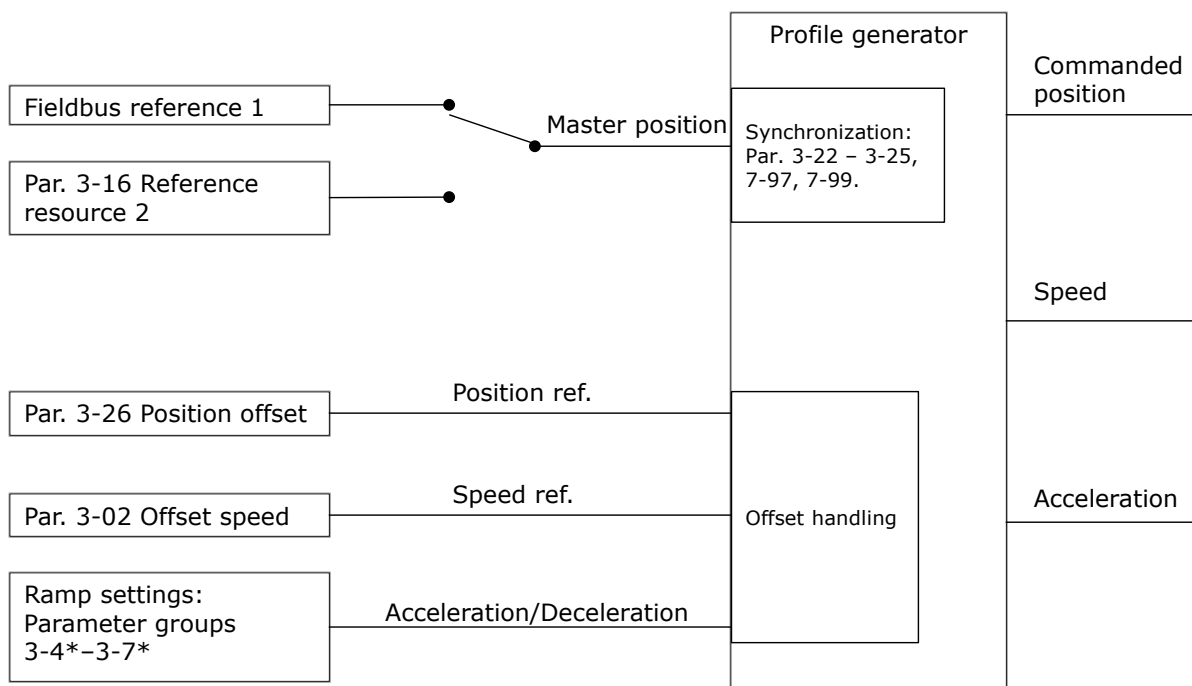 Profile generator
Fieldbus reference 1
Par. 3-16 Reference
resource 2
Master position
Synchronization:
Par. 3-22 – 3-25,
7-97, 7-99.
Commanded
position
Speed
Par. 3-26 Position offset
Position ref.
Par. 3-02 Offset speed
Speed ref.
Offset handling
Acceleration
Ramp settings:
Parameter groups
3-4*–3-7*
Acceleration/Deceleration